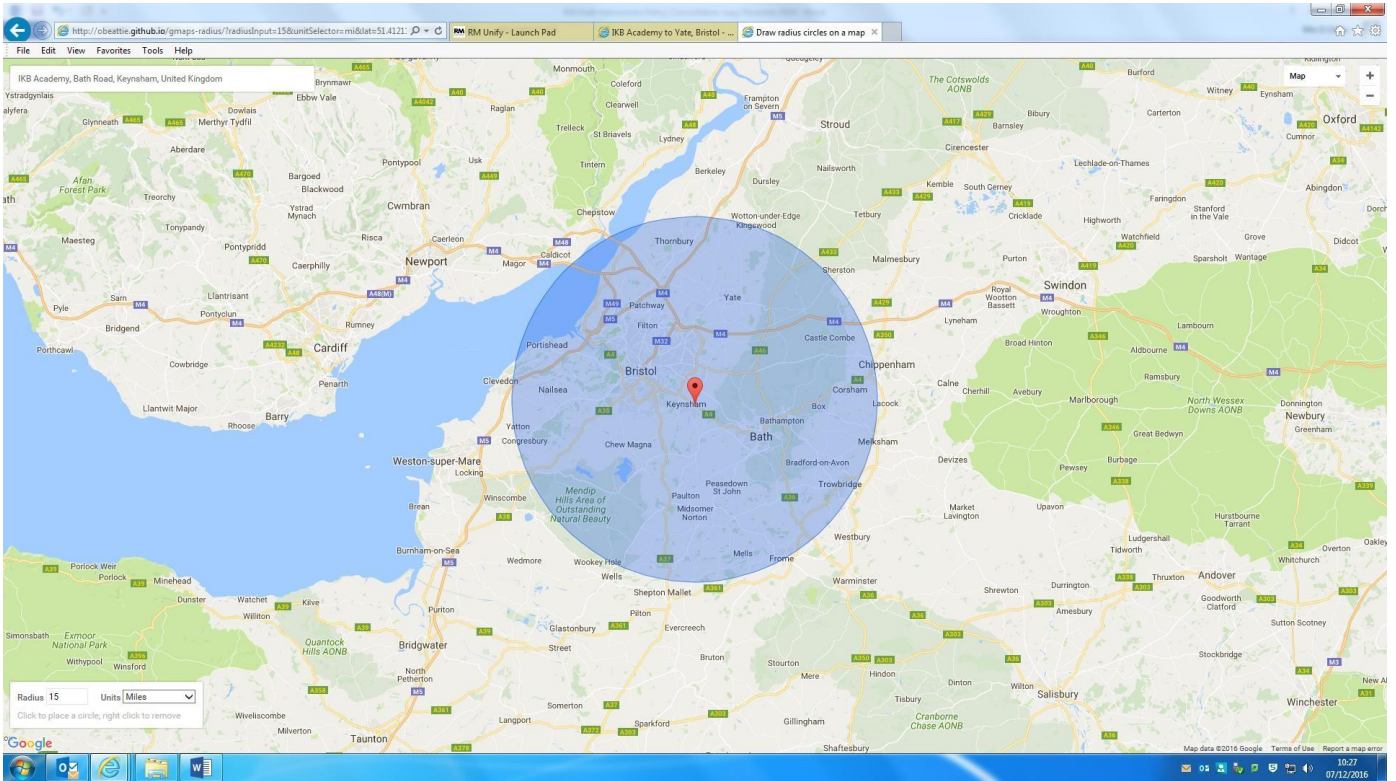 http://obeattie.github.io/gmaps-radius/?radiusInput=15&unitSelector=mi&lat=51.4121
RM Unify - Launch Pad
IKB Academy to Yate, Bristol - ...
Draw radius circles on a map
File Edit View Favorites Tools Help
IKB Academy, Bath Road, Keynsham, United Kingdom
Map
+
−
Monmouth
Coleford
Clearwell
Raglan
Trelleck
St Briavels
Lydney
Frampton on Severn
Stroud
The Cotswolds AONB
Burford
Witney
Eynsham
Oxford
Cumnor
Bibury
Barnsley
Carterton
Cirencester
Brynmawr
Ebbw Vale
Ystradgynlais
Glynneath
Dowlais
Merthyr Tydfil
Aberdare
Afan Forest Park
Treorchy
Bargoed
Blackwood
Pontypool
Usk
Tintern
Berkeley
Dursley
Nailsworth
Kemble
South Cerney
Lechlade-on-Thames
Faringdon
Abingdon
Stanford in the Vale
Ystrad Mynach
Cwmbran
Chepstow
Wotton-under-Edge
Kingswood
Tetbury
Cricklade
Highworth
Watchfield
Grove
Didcot
Maesteg
Tonypandy
Pontypridd
Risca
Caerleon
Caerphilly
Newport
Magor
Caldicot
Thornbury
Sherston
Malmesbury
Purton
Sparsholt
Wantage
Swindon
Royal Wootton Bassett
Wroughton
Pyle
Sarn
Llantrisant
Pontyclun
Bridgend
Rumney
Porthcawl
Cardiff
Cowbridge
Penarth
Llantwit Major
Rhoose
Barry
Patchway
Yate
Filton
Portishead
Bristol
Castle Combe
Lyneham
Broad Hinton
Lambourn
Aldbourne
Chippenham
Clevedon
Nailsea
Keynsham
Corsham
Lacock
Box
Calne
Cherhill
Avebury
Marlborough
Ramsbury
North Wessex Downs AONB
Donnington
Newbury
Greenham
Yatton
Congresbury
Chew Magna
Bathampton
Bath
Melksham
Bradford-on-Avon
Trowbridge
Devizes
Great Bedwyn
Burbage
Pewsey
Weston-super-Mare
Locking
Winscombe
Brean
Mendip Hills Area of Outstanding Natural Beauty
Paulton
Peasedown St John
Midsomer Norton
Market Lavington
Upavon
Hurstbourne Tarrant
Ludgershall
Tidworth
Westbury
Burnham-on-Sea
Wedmore
Wookey Hole
Wells
Mells
Frome
Warminster
Shrewton
Durrington
Amesbury
Thruxton
Andover
Goodworth Clatford
Overton
Oakley
Whitchurch
Sutton Scotney
Porlock Weir
Porlock
Minehead
Dunster
Watchet
Williton
Kilve
Puriton
Shepton Mallet
Pilton
Glastonbury
Evercreech
Street
Simonsbath
Exmoor National Park
Withypool
Winsford
Quantock Hills AONB
Bridgwater
North Petherton
Bruton
Stourton
Mere
Hindon
Dinton
Wilton
Salisbury
Stockbridge
Winchester
Tisbury
Cranborne Chase AONB
Somerton
Langport
Sparkford
Gillingham
Shaftesbury
Wiveliscombe
Milverton
Taunton
Radius 15 Units Miles
Click to place a circle, right click to remove
Google
Map data ©2016 Google Terms of Use Report a map error
10:27
07/12/2016